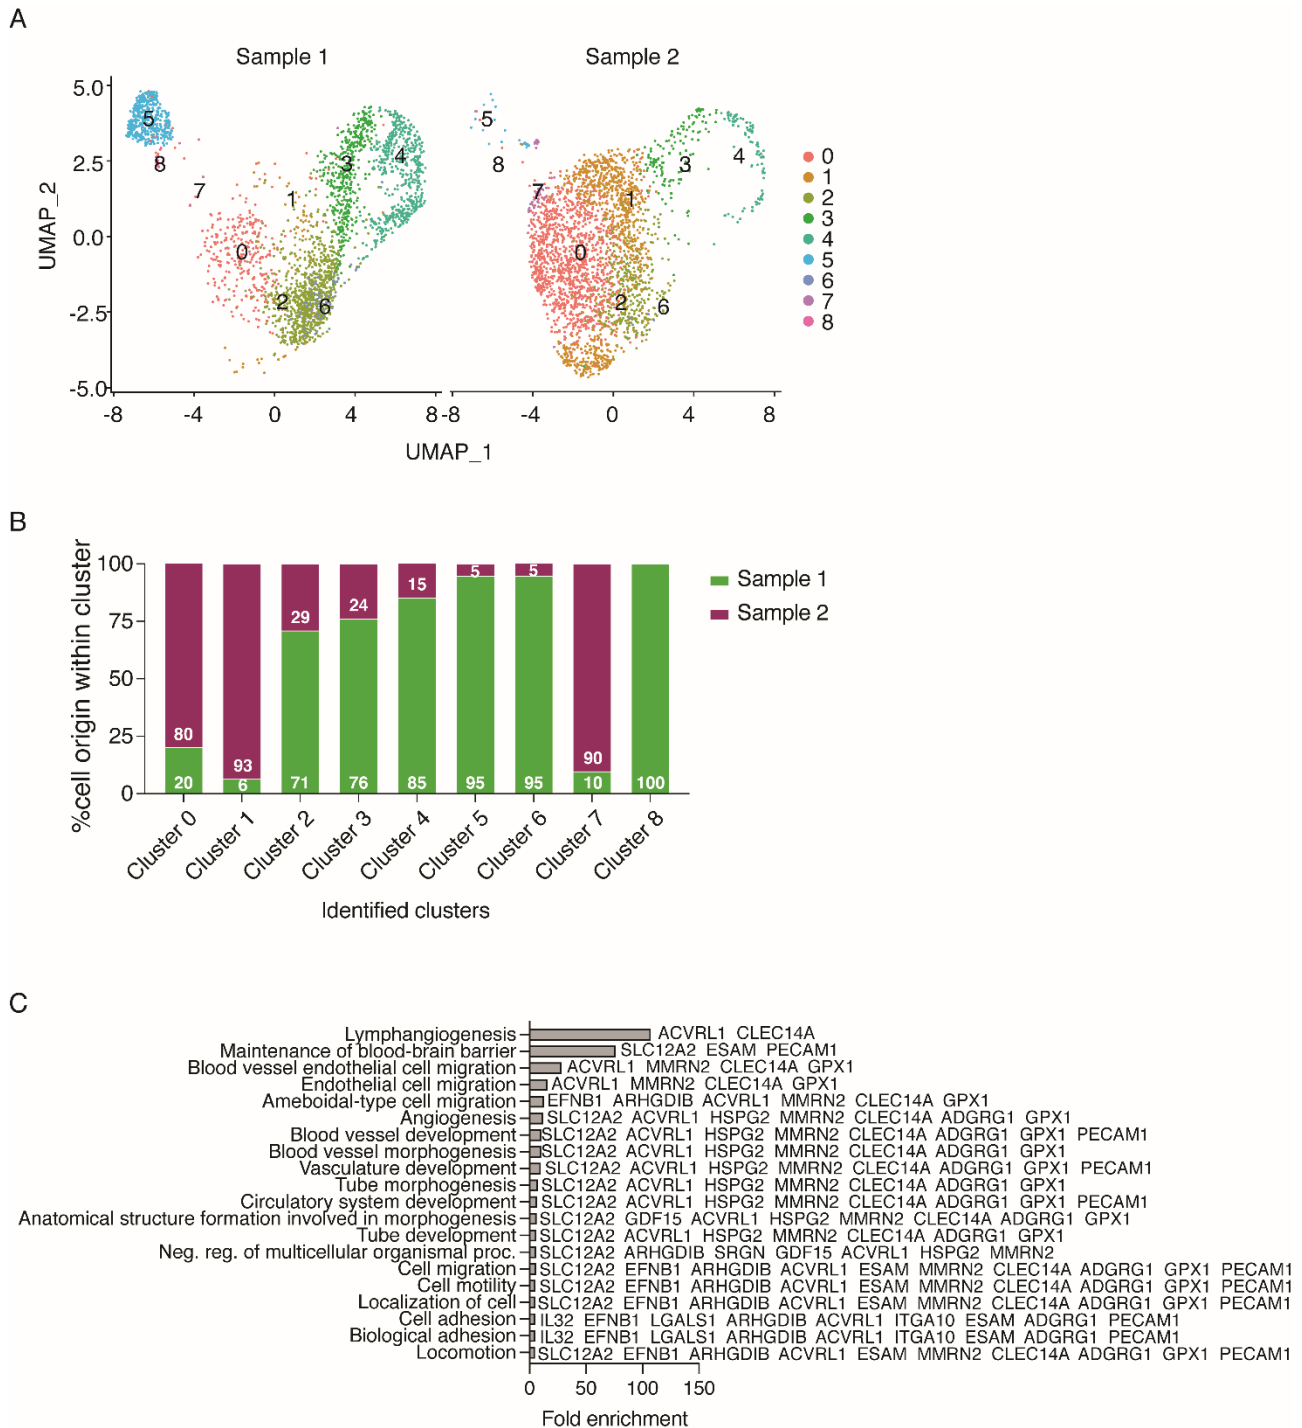 A
Sample 1
Sample 2
UMAP_2
5.0
2.5
0.0
-2.5
-5.0
5
8
7
1
3
4
0
2
6
5
8
7
1
3
4
0
2
6
0
1
2
3
4
5
6
7
8
-8 -4 0 4 8
-8 -4 0 4 8
UMAP_1
B
%cell origin within cluster
100
75
50
25
0
80 93 29 24 15 5 5 90
20 6 71 76 85 95 95 10 100
Sample 1
Sample 2
Cluster 0
Cluster 1
Cluster 2
Cluster 3
Cluster 4
Cluster 5
Cluster 6
Cluster 7
Cluster 8
Identified clusters
C
Lymphangiogenesis ACVRL1 CLEC14A
Maintenance of blood-brain barrier SLC12A2 ESAM PECAM1
Blood vessel endothelial cell migration ACVRL1 MMRN2 CLEC14A GPX1
Endothelial cell migration ACVRL1 MMRN2 CLEC14A GPX1
Ameboidal-type cell migration EFNB1 ARHGDIB ACVRL1 MMRN2 CLEC14A GPX1
Angiogenesis SLC12A2 ACVRL1 HSPG2 MMRN2 CLEC14A ADGRG1 GPX1
Blood vessel development SLC12A2 ACVRL1 HSPG2 MMRN2 CLEC14A ADGRG1 GPX1 PECAM1
Blood vessel morphogenesis SLC12A2 ACVRL1 HSPG2 MMRN2 CLEC14A ADGRG1 GPX1
Vasculature development SLC12A2 ACVRL1 HSPG2 MMRN2 CLEC14A ADGRG1 GPX1 PECAM1
Tube morphogenesis SLC12A2 ACVRL1 HSPG2 MMRN2 CLEC14A ADGRG1 GPX1
Circulatory system development SLC12A2 ACVRL1 HSPG2 MMRN2 CLEC14A ADGRG1 GPX1 PECAM1
Anatomical structure formation involved in morphogenesis SLC12A2 GDF15 ACVRL1 HSPG2 MMRN2 CLEC14A ADGRG1 GPX1
Tube development SLC12A2 ACVRL1 HSPG2 MMRN2 CLEC14A ADGRG1 GPX1
Neg. reg. of multicellular organismal proc. SLC12A2 ARHGDIB SRGN GDF15 ACVRL1 HSPG2 MMRN2
Cell migration SLC12A2 EFNB1 ARHGDIB ACVRL1 ESAM MMRN2 CLEC14A ADGRG1 GPX1 PECAM1
Cell motility SLC12A2 EFNB1 ARHGDIB ACVRL1 ESAM MMRN2 CLEC14A ADGRG1 GPX1 PECAM1
Localization of cell SLC12A2 EFNB1 ARHGDIB ACVRL1 ESAM MMRN2 CLEC14A ADGRG1 GPX1 PECAM1
Cell adhesion IL32 EFNB1 LGALS1 ARHGDIB ACVRL1 ITGA10 ESAM ADGRG1 PECAM1
Biological adhesion IL32 EFNB1 LGALS1 ARHGDIB ACVRL1 ITGA10 ESAM ADGRG1 PECAM1
Locomotion SLC12A2 EFNB1 ARHGDIB ACVRL1 ESAM MMRN2 CLEC14A ADGRG1 GPX1 PECAM1
0 50 100 150
Fold enrichment